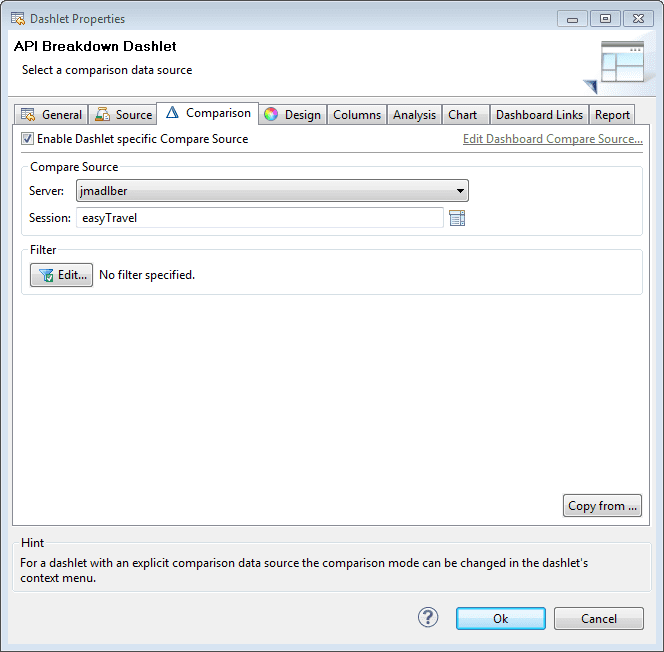 Dashlet Properties
API Breakdown Dashlet
Select a comparison data source
General Source Comparison Design Columns Analysis Chart Dashboard Links Report
Enable Dashlet specific Compare Source Edit Dashboard Compare Source...
Compare Source
Server: jmadlber
Session: easyTravel
Filter
Edit... No filter specified.
Copy from ...
Hint
For a dashlet with an explicit comparison data source the comparison mode can be changed in the dashlet's
context menu.
? Ok Cancel